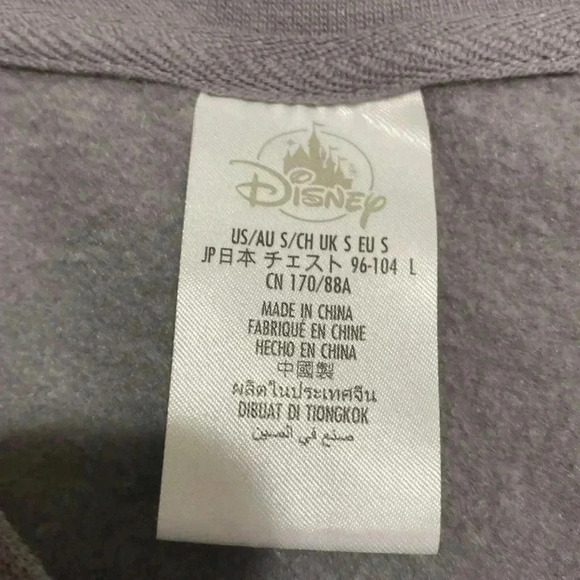 Disney
US/AU S/CH UK S EU S
JP日本 チェスト 96-104 L
CN 170/88A
MADE IN CHINA
FABRIQUÉ EN CHINE
HECHO EN CHINA
中國製
ผลิตในประเทศจีน
DIBUAT DI TIONGKOK
صنع في الصين